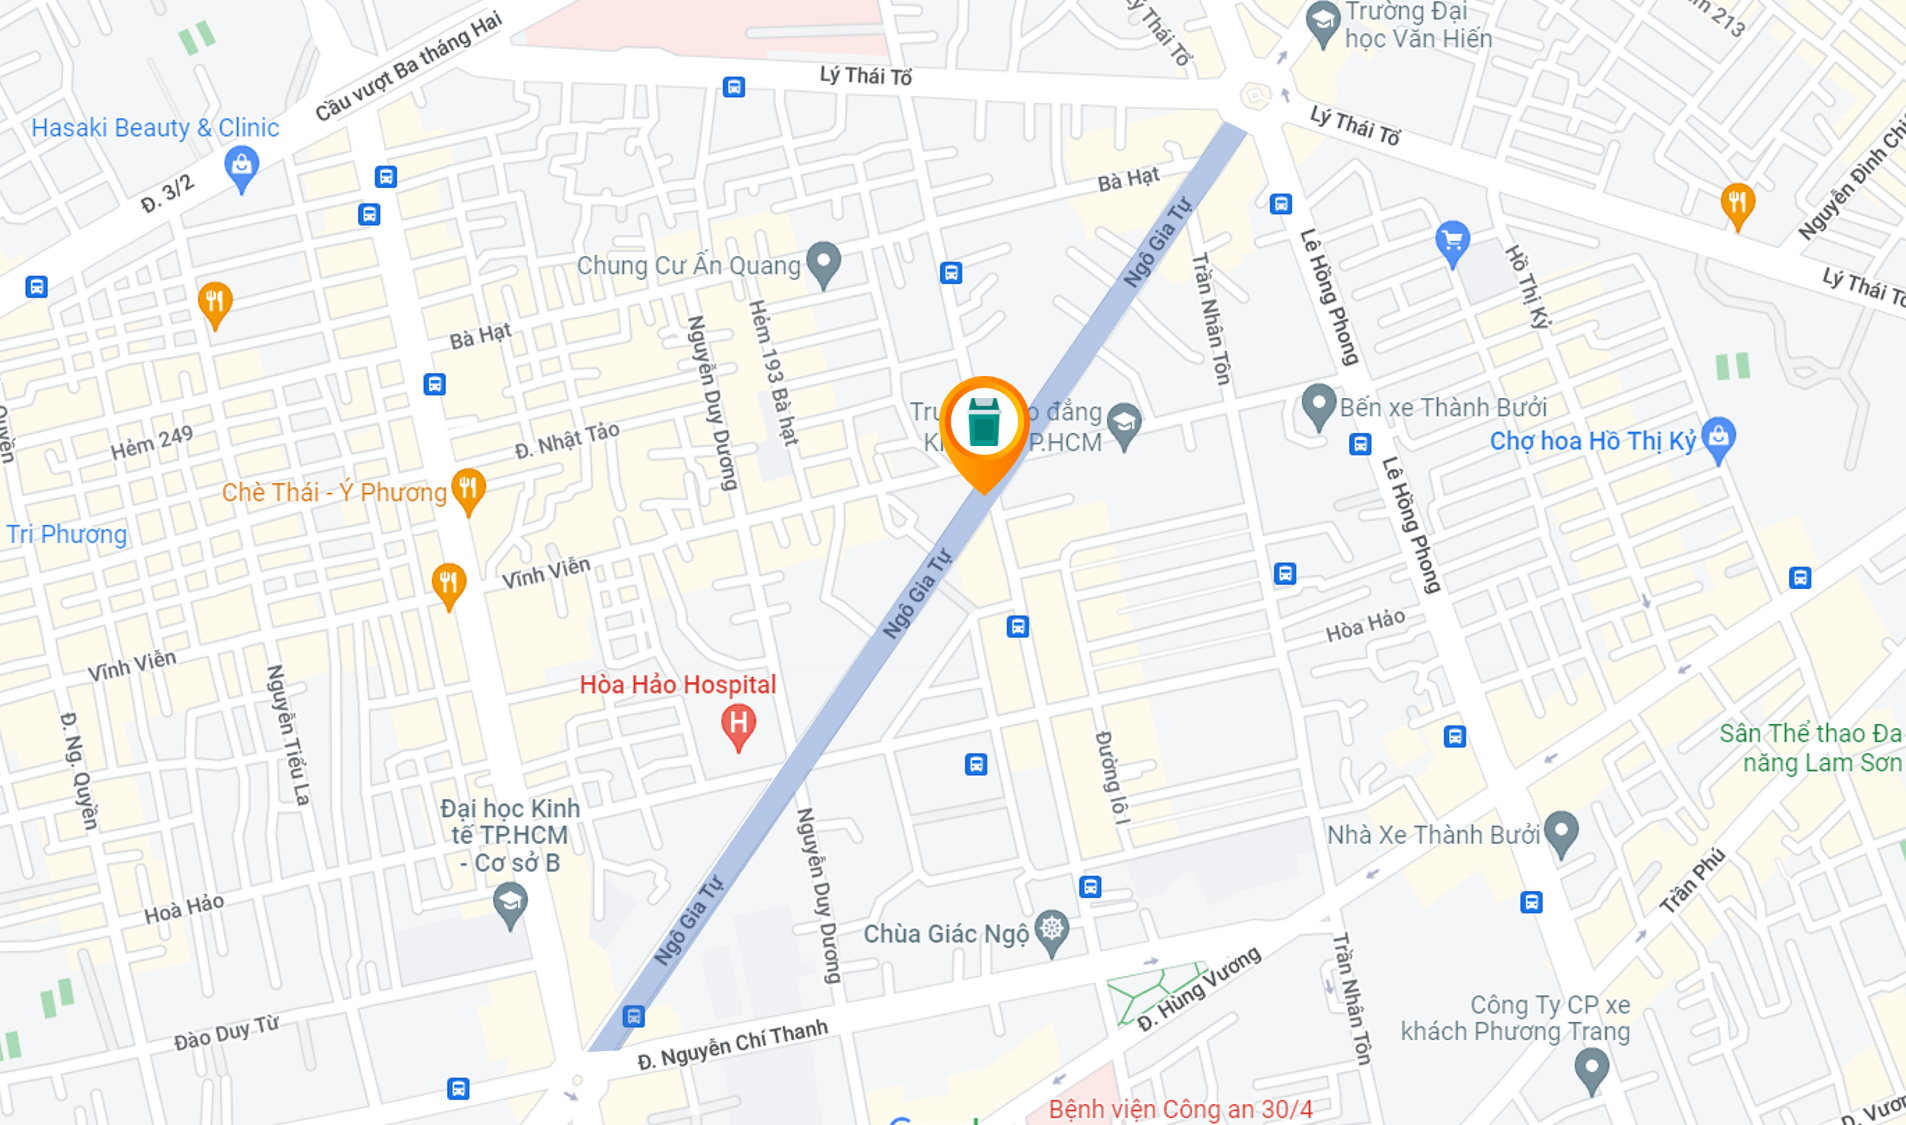 Trường Đại
học Văn Hiến
Lý Thái Tổ
Cầu vượt Ba tháng Hai
Lý Thái Tổ
Hasaki Beauty & Clinic
Lý Thái Tổ
Đ. 3/2
Bà Hạt
Nguyễn Đình Chi
Ngô Gia Tự
Chung Cư Ấn Quang
Trần Nhân Tôn
Lê Hồng Phong
Hồ Thị Kỷ
Lý Thái Tổ
Bà Hạt
Nguyễn Duy Dương
Hẻm 193 Bà hạt
đẳng
P.HCM
Bến xe Thành Bưởi
Chợ hoa Hồ Thị Kỷ
Quyền
Hẻm 249
Đ. Nhật Tảo
Chè Thái - Ý Phương
Lê Hồng Phong
Tri Phương
Vĩnh Viễn
Ngô Gia Tự
Hòa Hảo
Vĩnh Viễn
Hòa Hảo Hospital
H
Nguyễn Tiểu La
Đ. Ng. Quyền
Đường lô I
Sân Thể thao Đa
năng Lam Sơn
Đại học Kinh
tế TP.HCM
- Cơ sở B
Nguyễn Duy Dương
Nhà Xe Thành Bưởi
Trần Phú
Hoà Hảo
Ngô Gia Tự
Chùa Giác Ngộ
Trần Nhân Tôn
Đ. Hùng Vương
Công Ty CP xe
khách Phương Trang
Đào Duy Từ
Đ. Nguyễn Chí Thanh
Bệnh viện Công an 30/4